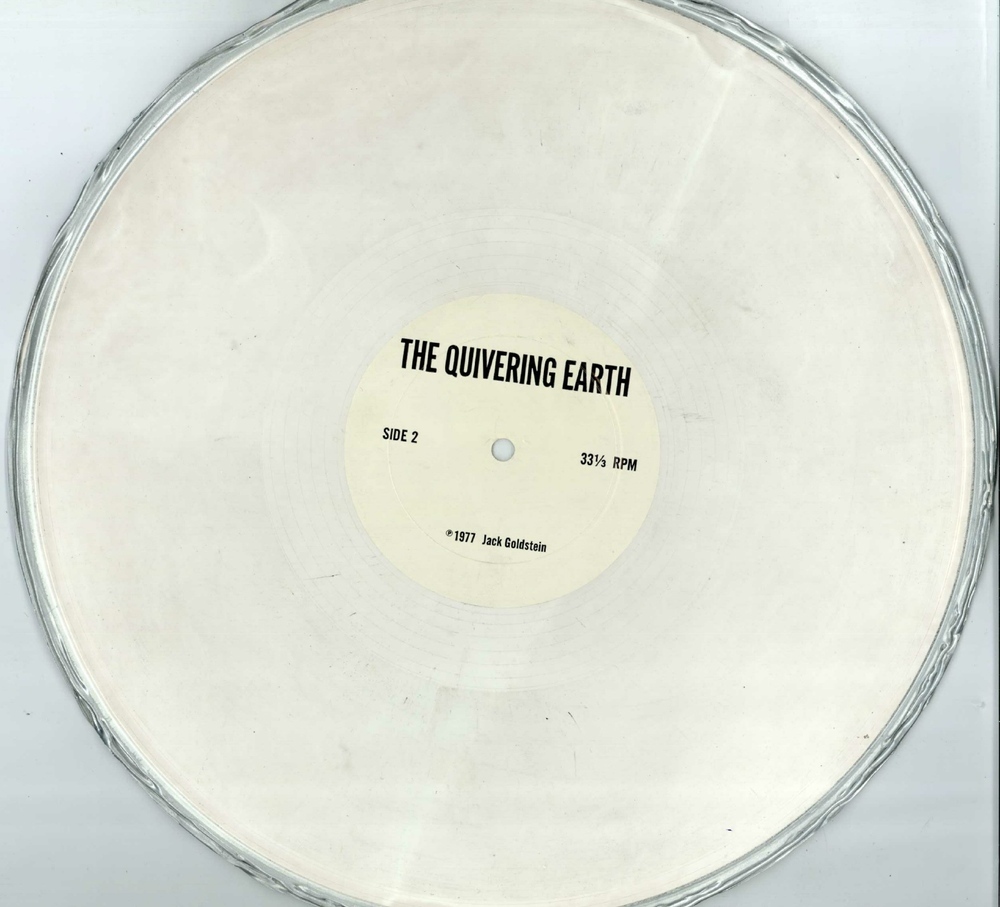 THE QUIVERING EARTH
SIDE 2
33⅓ RPM
℗1977 Jack Goldstein